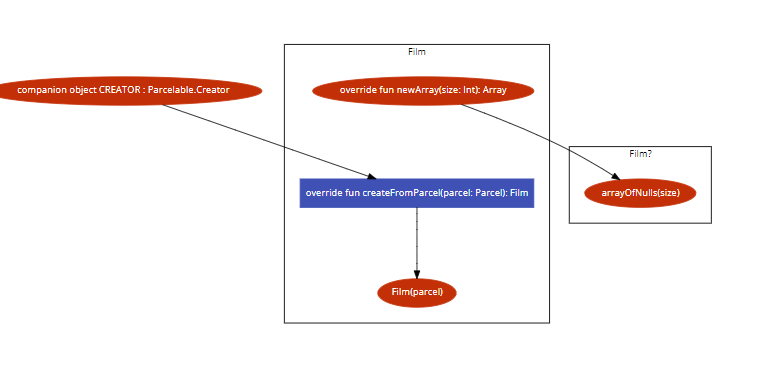 Film
companion object CREATOR : Parcelable.Creator
override fun newArray(size: Int): Array
Film?
override fun createFromParcel(parcel: Parcel): Film
arrayOfNulls(size)
Film(parcel)